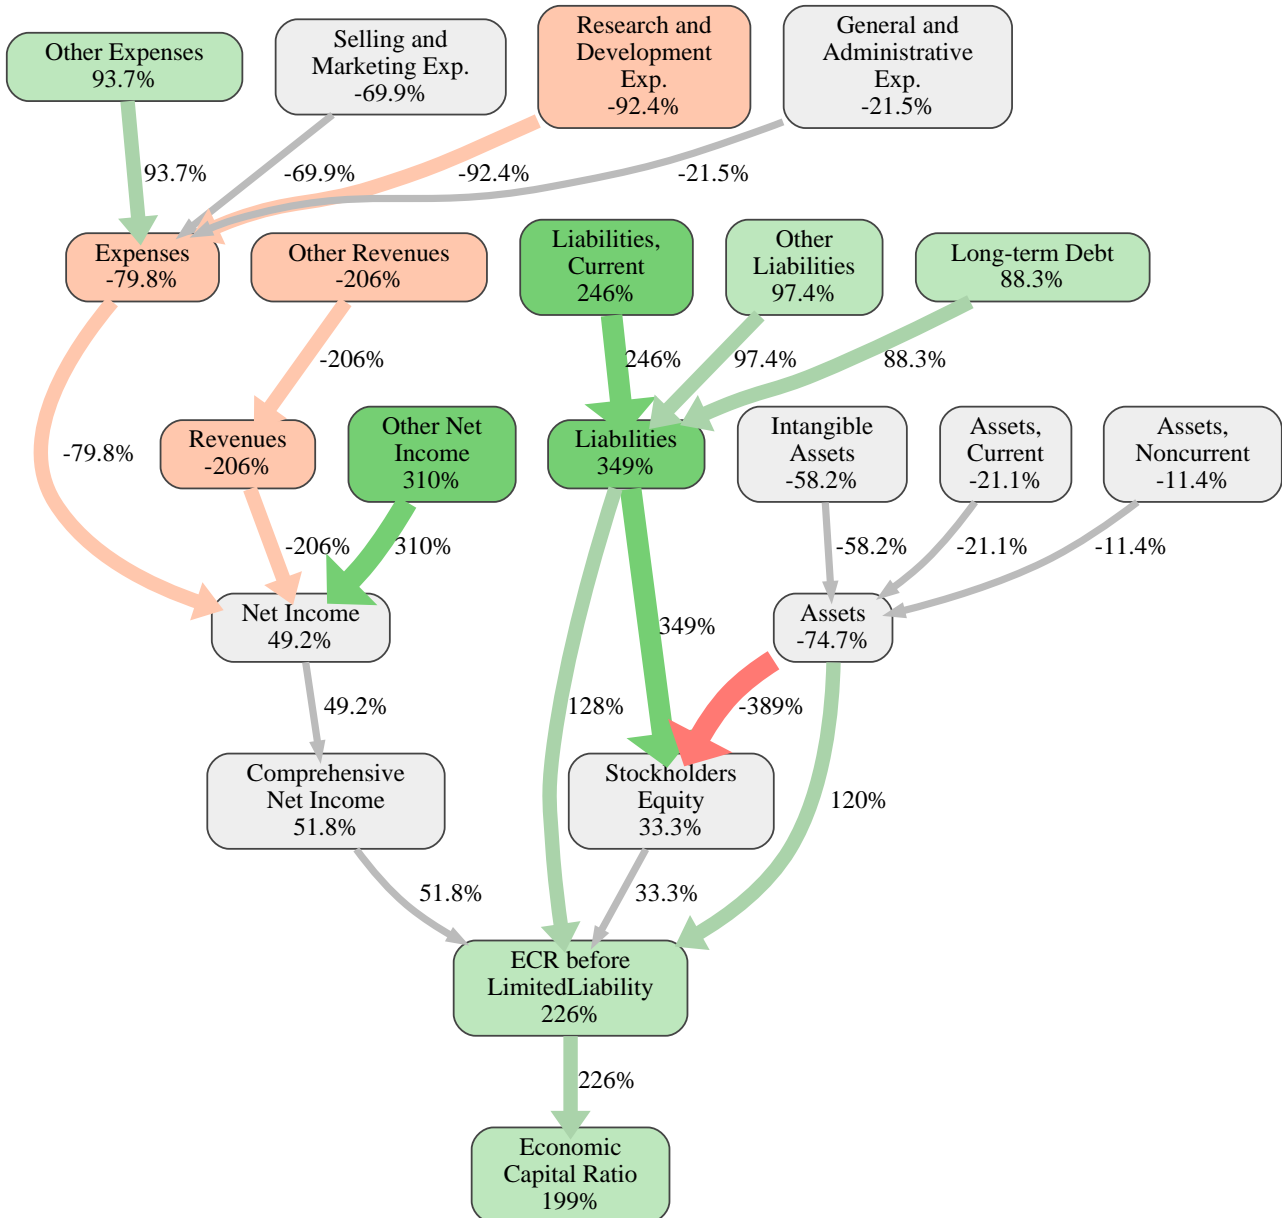 Other Expenses
93.7%
Selling and
Marketing Exp.
-69.9%
Research and
Development
Exp.
-92.4%
General and
Administrative
Exp.
-21.5%
93.7%
-69.9%
-92.4%
-21.5%
Expenses
-79.8%
Other Revenues
-206%
Liabilities,
Current
246%
Other
Liabilities
97.4%
Long-term Debt
88.3%
-206%
246%
97.4%
88.3%
-79.8%
Revenues
-206%
Other Net
Income
310%
Liabilities
349%
Intangible
Assets
-58.2%
Assets,
Current
-21.1%
Assets,
Noncurrent
-11.4%
-206%
310%
-58.2%
-21.1%
-11.4%
Net Income
49.2%
349%
Assets
-74.7%
49.2%
128%
-389%
Comprehensive
Net Income
51.8%
Stockholders
Equity
33.3%
120%
51.8%
33.3%
ECR before
LimitedLiability
226%
226%
Economic
Capital Ratio
199%